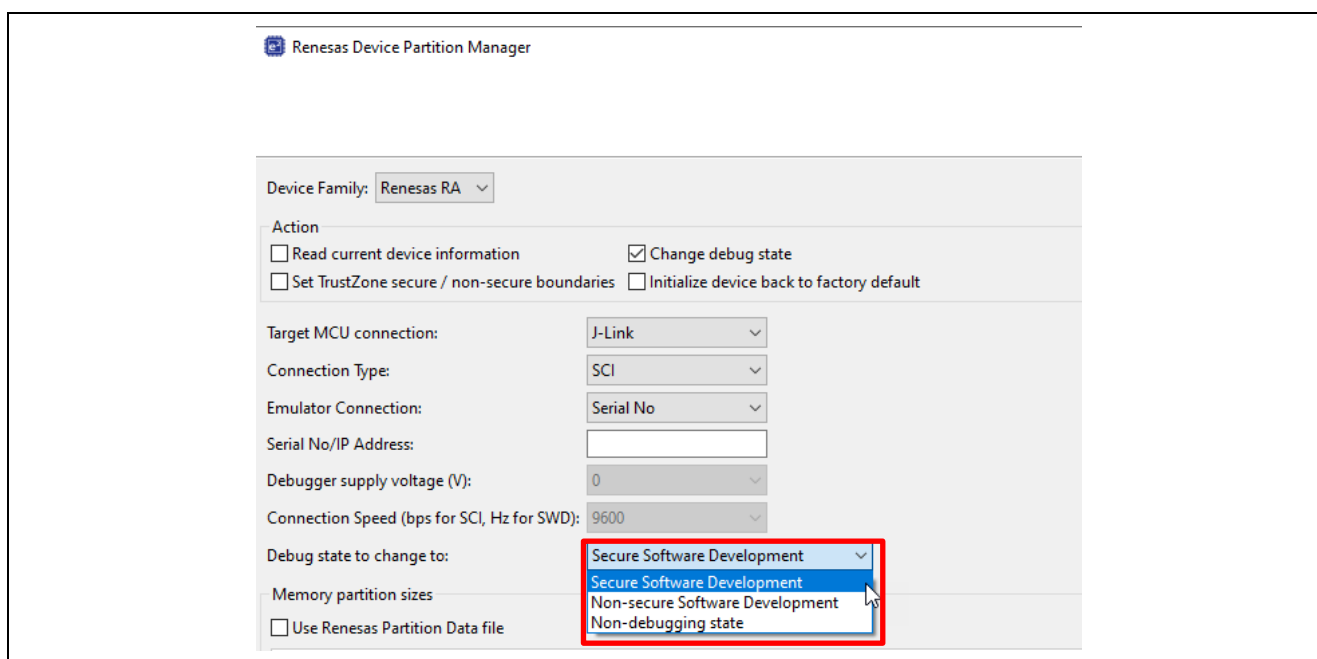 Renesas Device Partition Manager
Device Family: Renesas RA
Action
Read current device information Change debug state
Set TrustZone secure / non-secure boundaries Initialize device back to factory default
Target MCU connection: J-Link
Connection Type: SCI
Emulator Connection: Serial No
Serial No/IP Address:
Debugger supply voltage (V): 0
Connection Speed (bps for SCI, Hz for SWD): 9600
Debug state to change to: Secure Software Development
Secure Software Development
Memory partition sizes
Non-secure Software Development
Use Renesas Partition Data file
Non-debugging state